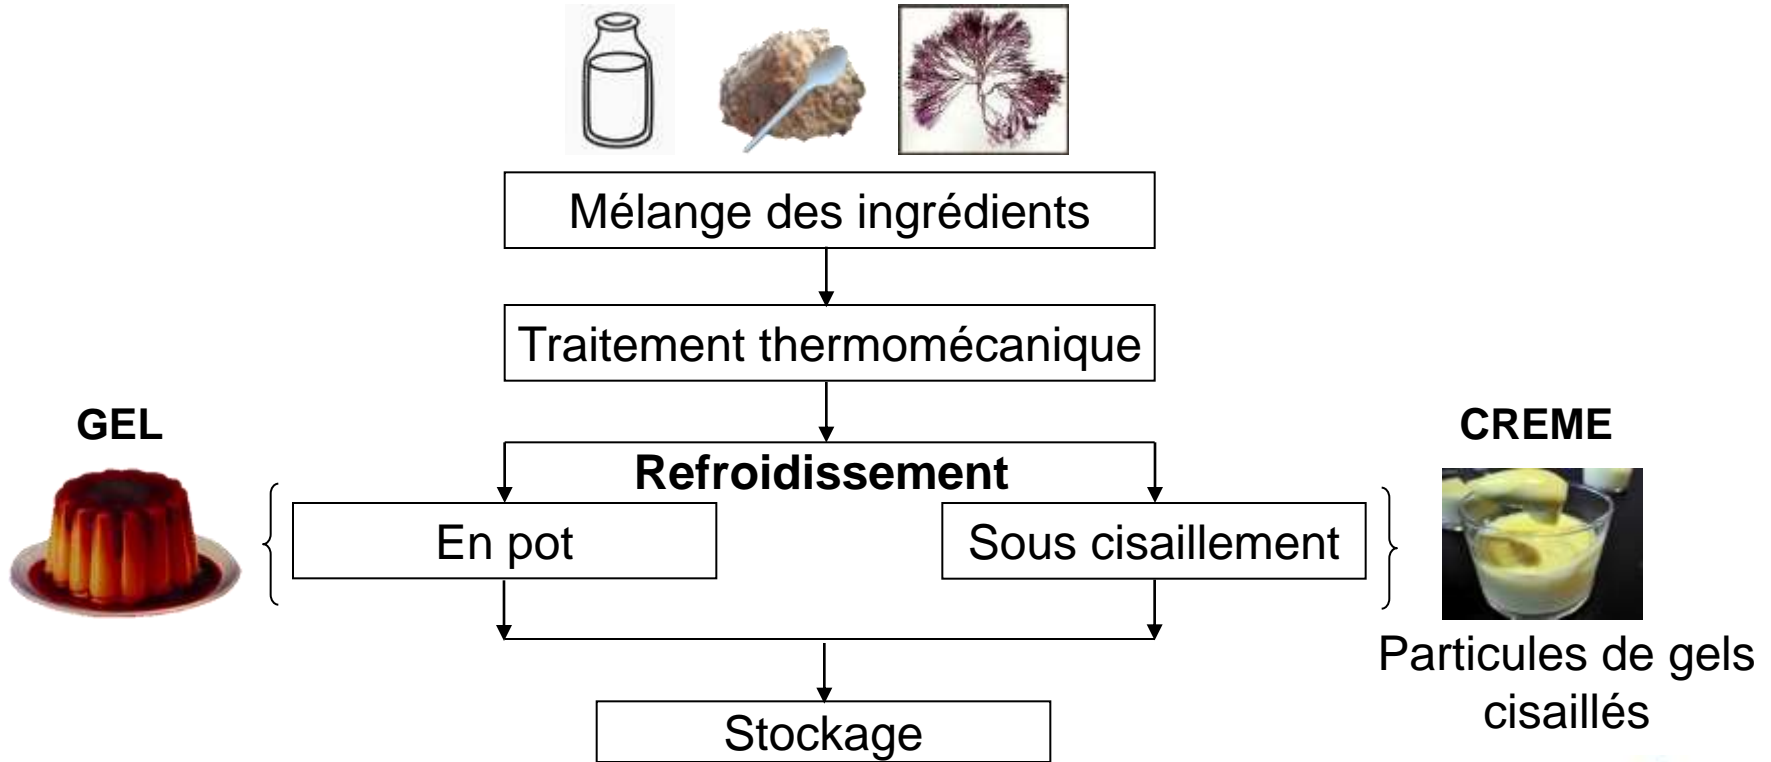 Mélange des ingrédients
Traitement thermomécanique
GEL
CREME
Refroidissement
En pot
Sous cisaillement
Particules de gels
cisaillés
Stockage